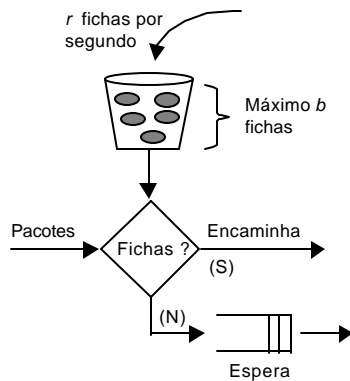 r fichas por
segundo
Máximo b
fichas
Pacotes
Fichas ?
Encaminha
(S)
(N)
Espera